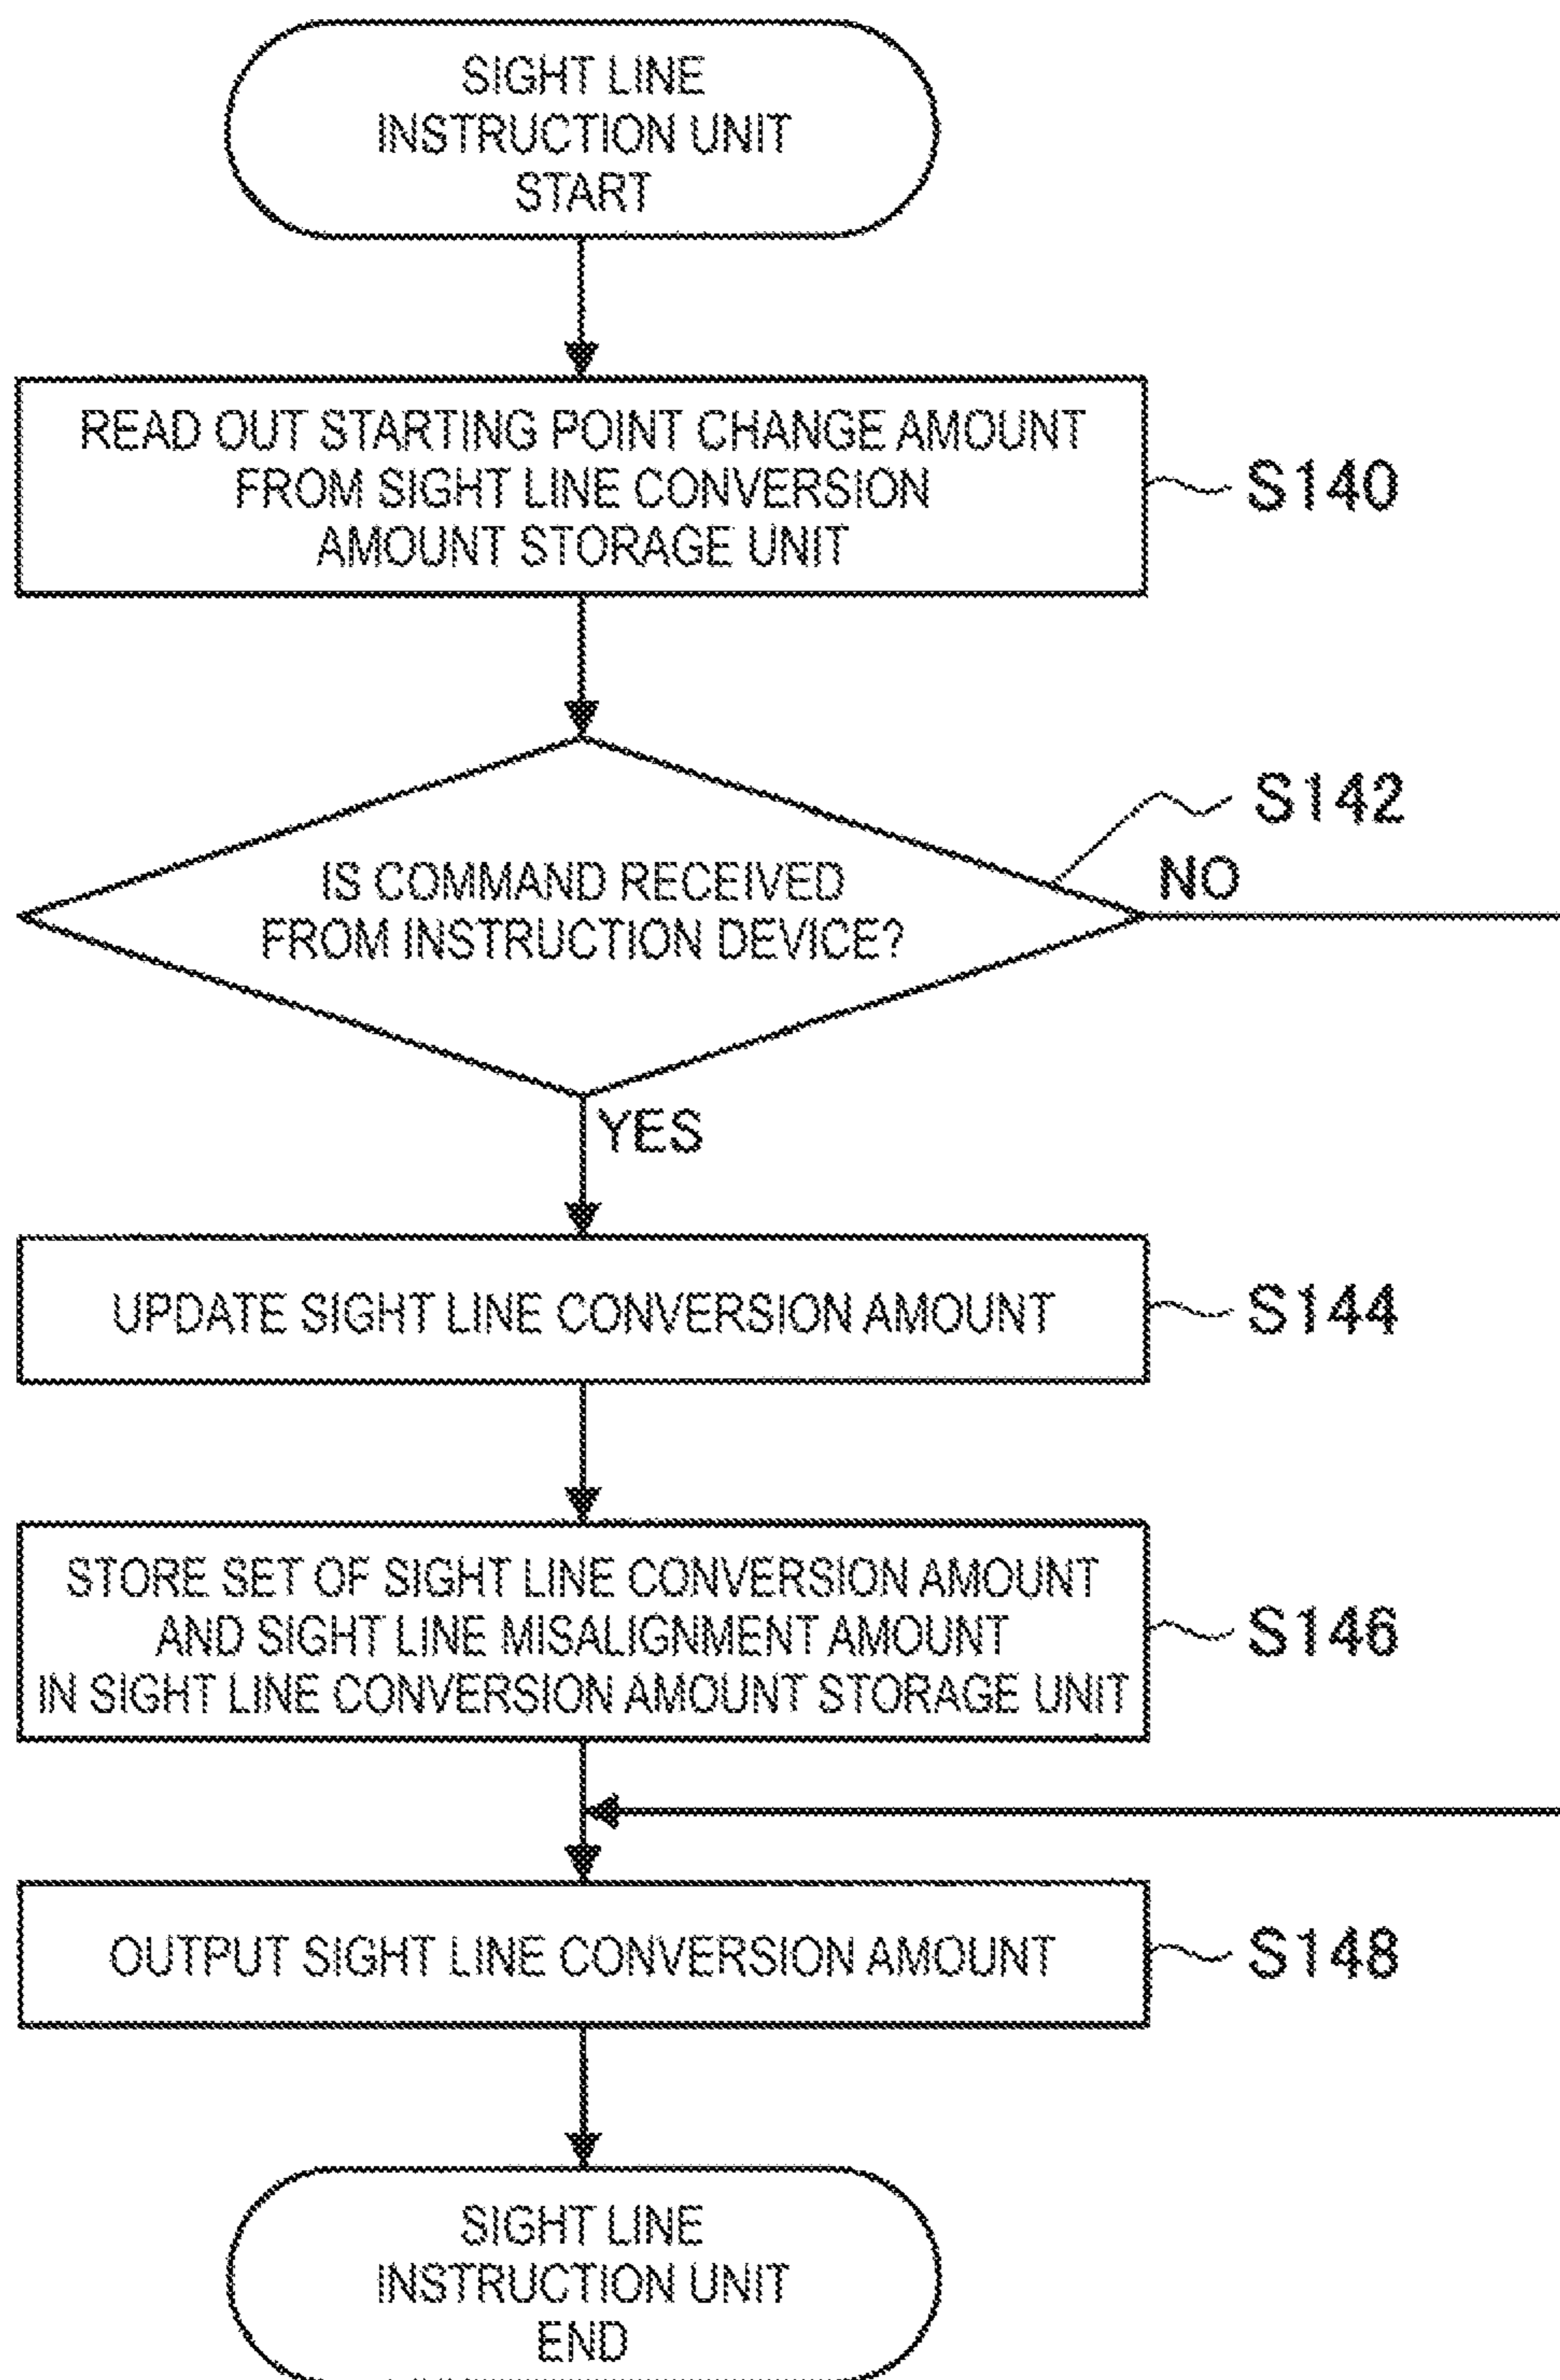 SIGHT LINE
INSTRUCTION UNIT
START
READ OUT STARTING POINT CHANGE AMOUNT
FROM SIGHT LINE CONVERSION
AMOUNT STORAGE UNIT
S140
S142
NO
IS COMMAND RECEIVED
FROM INSTRUCTION DEVICE?
YES
UPDATE SIGHT LINE CONVERSION AMOUNT
S144
STORE SET OF SIGHT LINE CONVERSION AMOUNT
AND SIGHT LINE MISALIGNMENT AMOUNT
IN SIGHT LINE CONVERSION AMOUNT STORAGE UNIT
S146
OUTPUT SIGHT LINE CONVERSION AMOUNT
S148
SIGHT LINE
INSTRUCTION UNIT
END